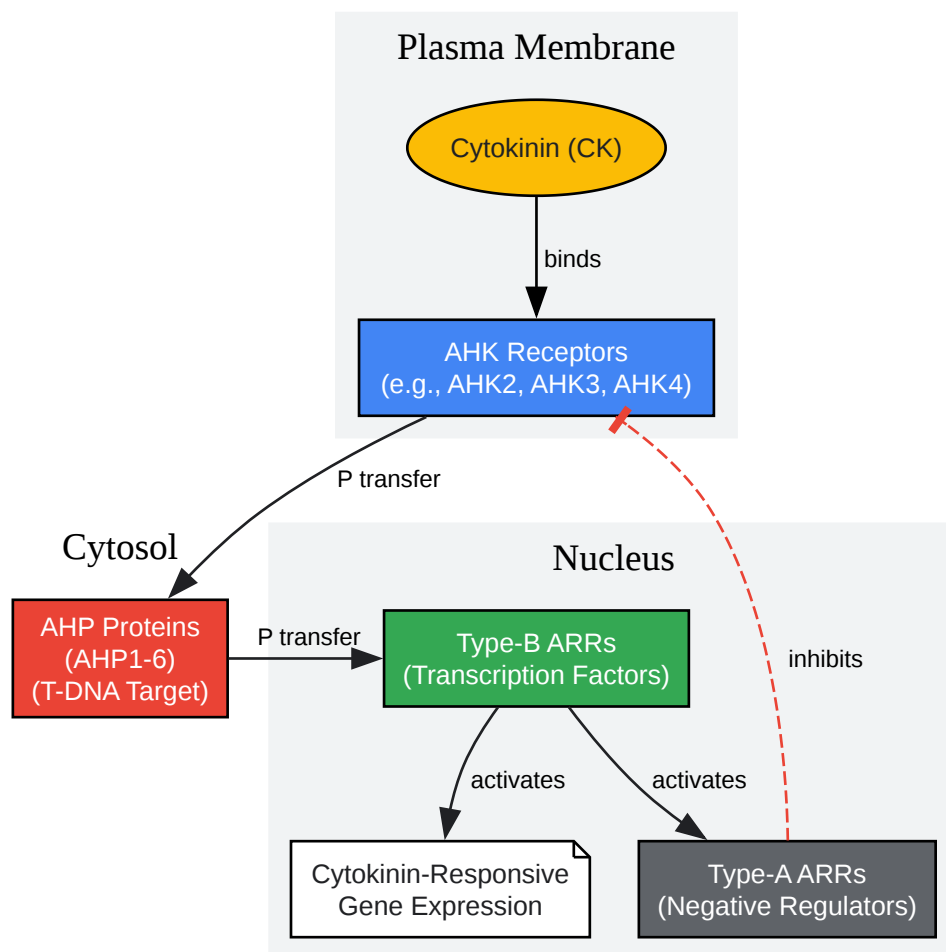 Plasma Membrane
Cytokinin (CK)
binds
AHK Receptors
(e.g., AHK2, AHK3, AHK4)
P transfer
Cytosol
Nucleus
AHP Proteins
(AHP1-6)
(T-DNA Target)
P transfer
Type-B ARRs
(Transcription Factors)
inhibits
activates
activates
Cytokinin-Responsive
Gene Expression
Type-A ARRs
(Negative Regulators)